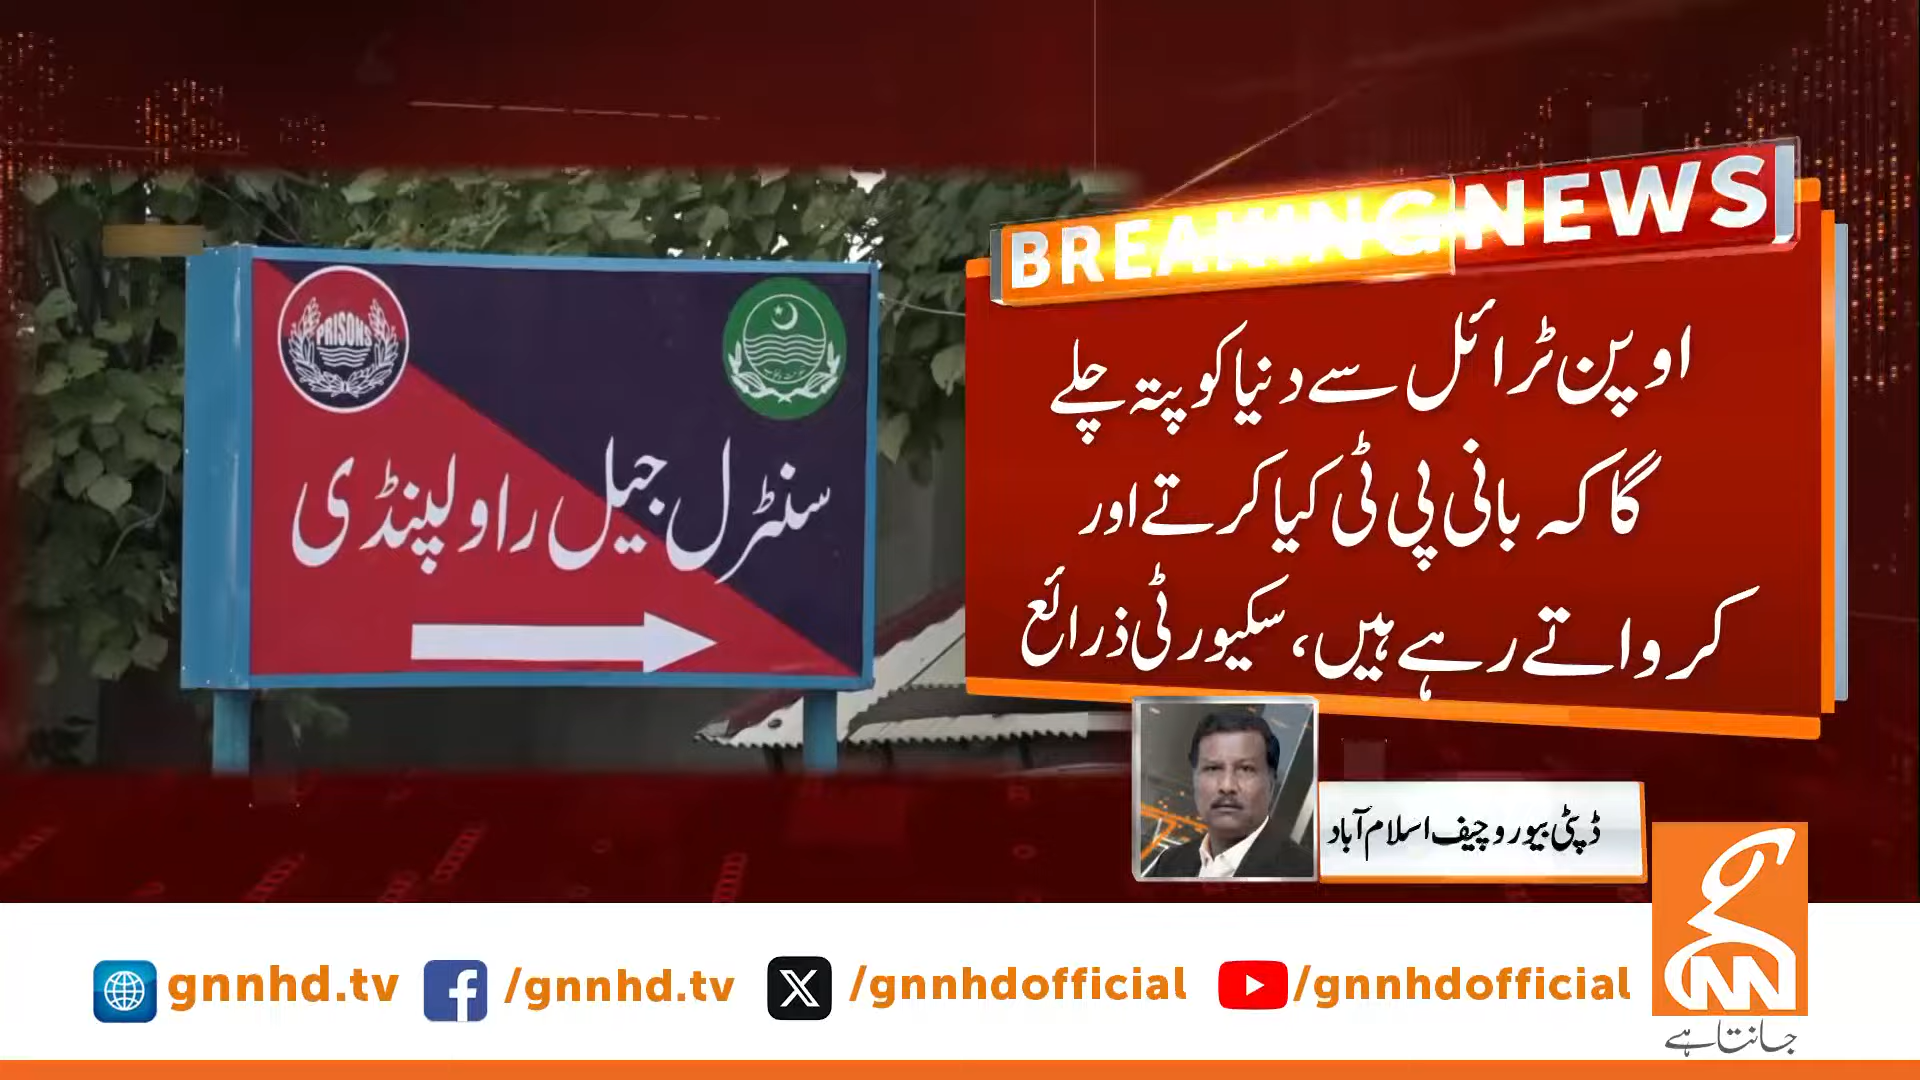 BREAKING NEWS
اوپن ٹرائل سے دنیا کو پتہ چلے
گا کہ بانی پی ٹی کیا کرتے اور
کرواتے رہے ہیں، سکیورٹی ذرائع
PRISONS
سنٹرل جیل راولپنڈی
ڈپٹی بیورو چیف اسلام آباد
gnnhd.tv
/gnnhd.tv
/gnnhdofficial
/gnnhdofficial
GNN
جانتا ہے